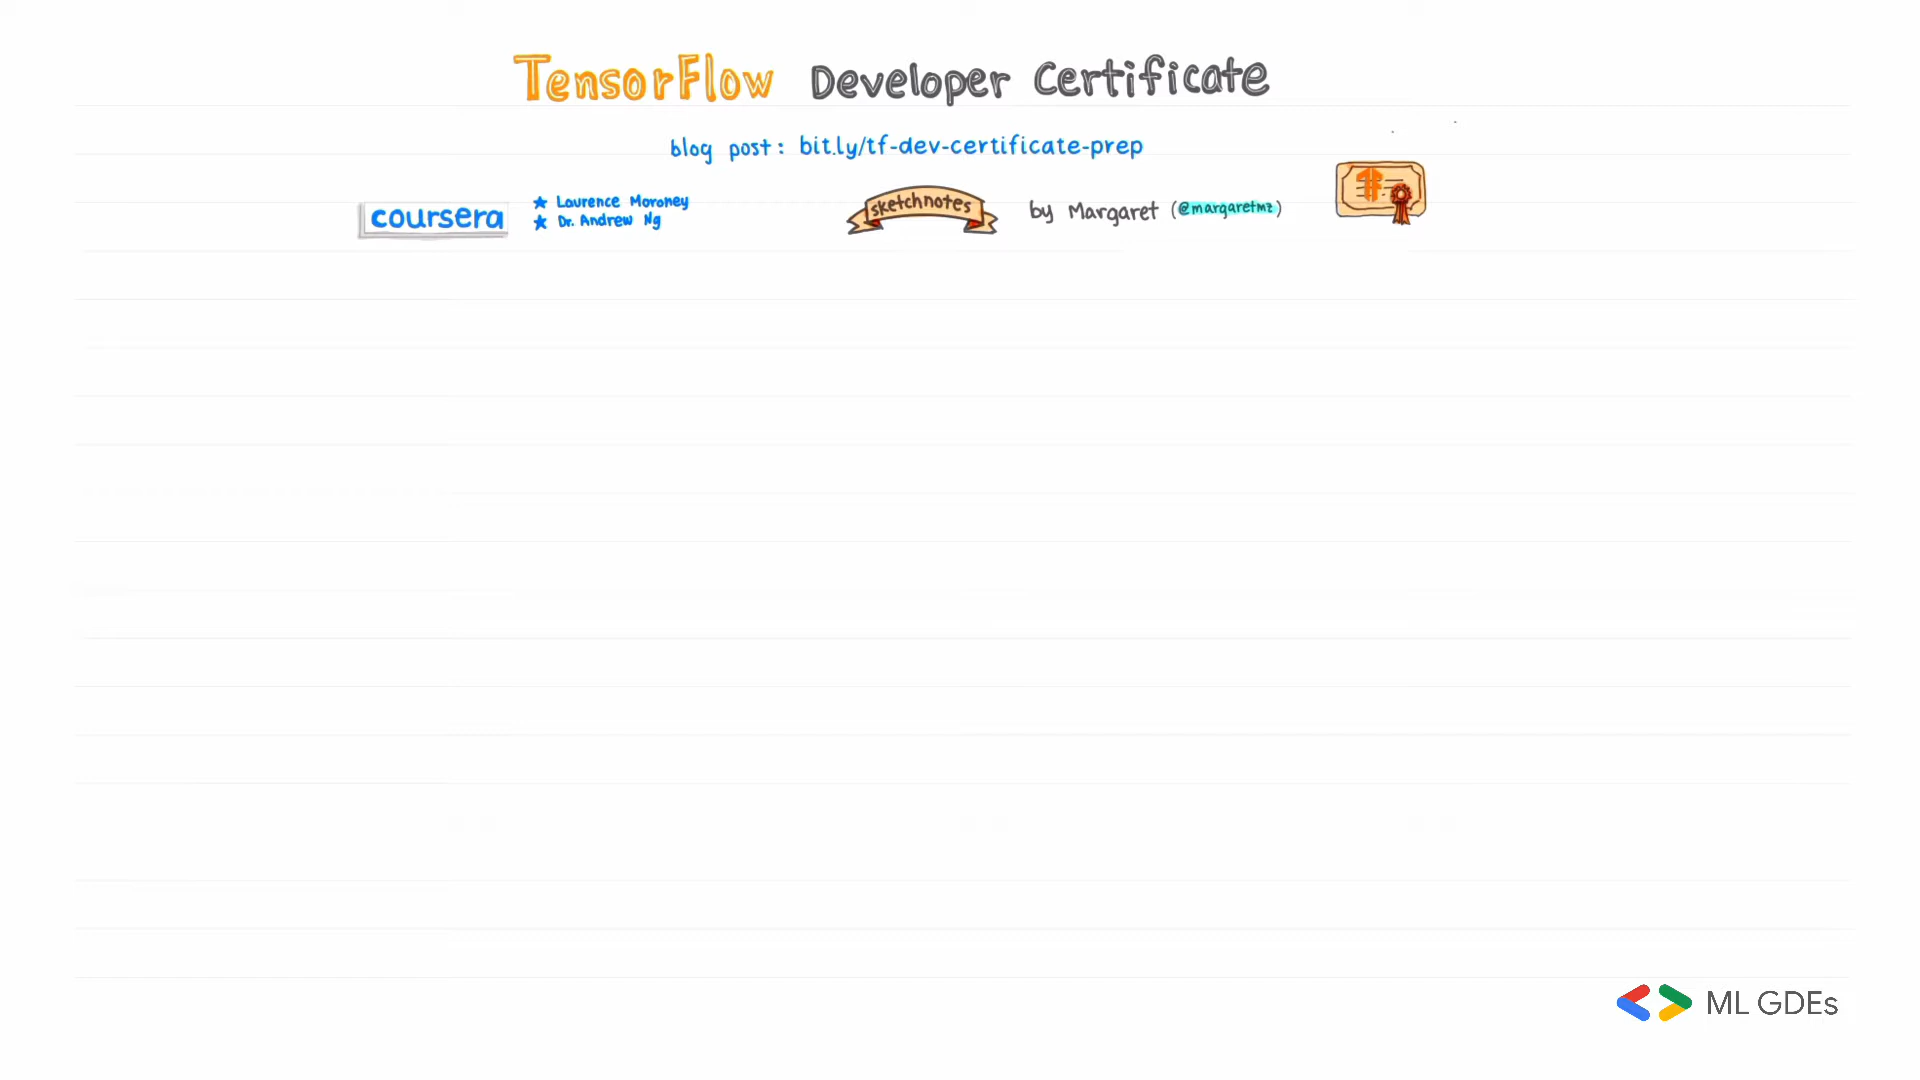 TensorFlow Developer Certificate
blog post: bit.ly/tf-dev-certificate-prep
coursera
★ Laurence Moroney
★ Dr. Andrew Ng
sketchnotes
by Margaret (@margaretmz)
ML GDEs